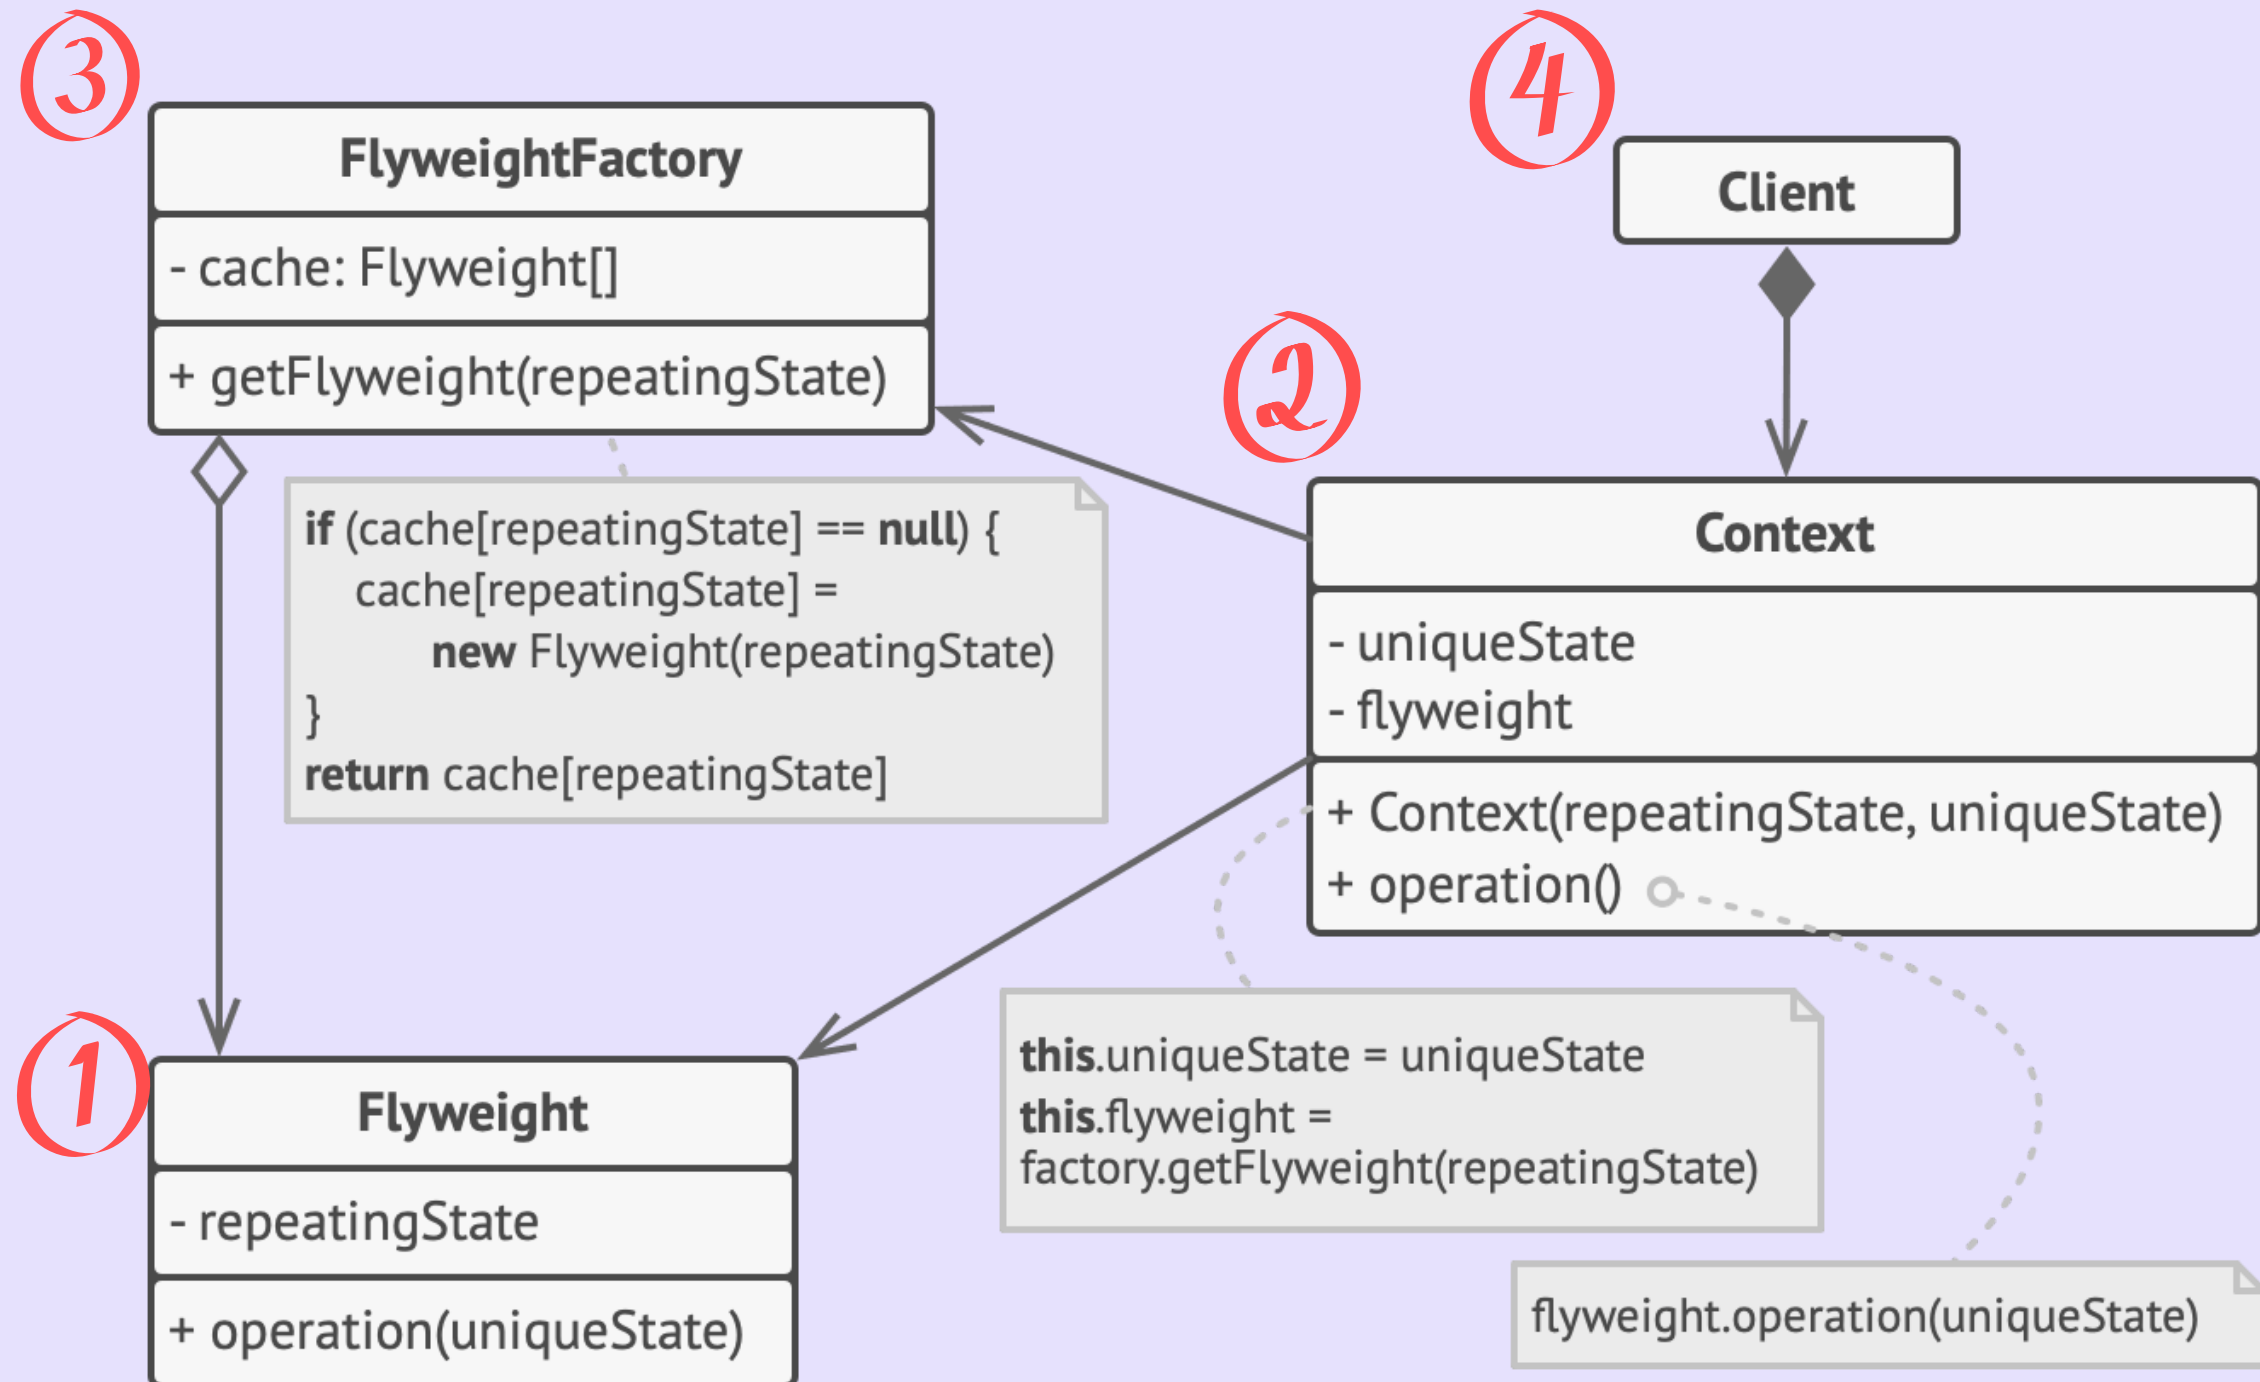 3
FlyweightFactory
- cache: Flyweight[]
+ getFlyweight(repeatingState)
if (cache[repeatingState] == null) {
cache[repeatingState] =
new Flyweight(repeatingState)
}
return cache[repeatingState]
4
Client
2
Context
- uniqueState
- flyweight
+ Context(repeatingState, uniqueState)
+ operation()
this.uniqueState = uniqueState
this.flyweight =
factory.getFlyweight(repeatingState)
flyweight.operation(uniqueState)
1
Flyweight
- repeatingState
+ operation(uniqueState)